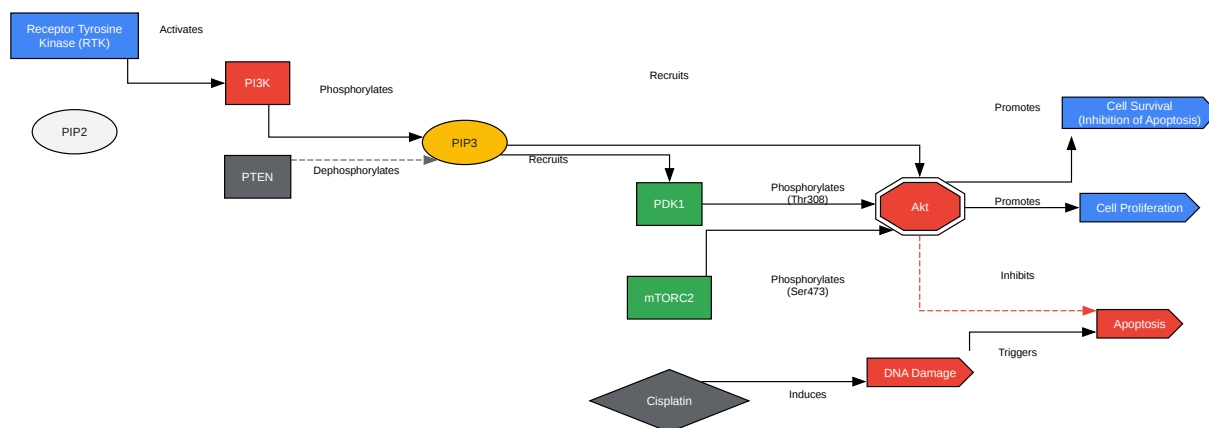 Receptor Tyrosine
Kinase (RTK)
Activates
PI3K
Phosphorylates
Recruits
PIP2
PIP3
PTEN
Dephosphorylates
Recruits
PDK1
Phosphorylates
(Thr308)
Akt
Promotes
Cell Survival
(Inhibition of Apoptosis)
Promotes
Cell Proliferation
mTORC2
Phosphorylates
(Ser473)
Inhibits
Apoptosis
Triggers
DNA Damage
Induces
Cisplatin